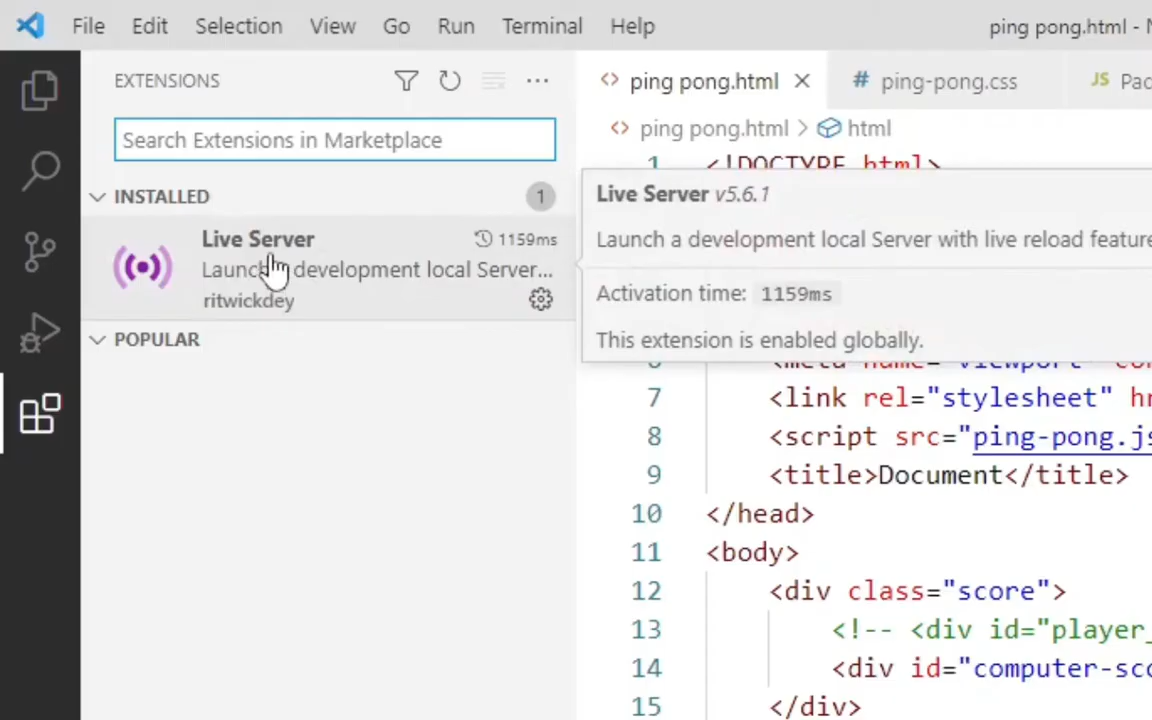 File Edit Selection View Go Run Terminal Help ping pong.html -
EXTENSIONS
Search Extensions in Marketplace
INSTALLED 1
Live Server 1159ms
Launch development local Server...
ritwickdey
POPULAR
ping pong.html ping-pong.css JS
ping pong.html > html
1 <!DOCTYPE html>
Live Server v5.6.1
Launch a development local Server with live reload feature
Activation time: 1159ms
This extension is enabled globally.
7 <link rel="stylesheet"
8 <script src="ping-pong.js
9 <title>Document</title>
10 </head>
11 <body>
12 <div class="score">
13 <!-- <div id="player_
14 <div id="computer-sco
15 </div>